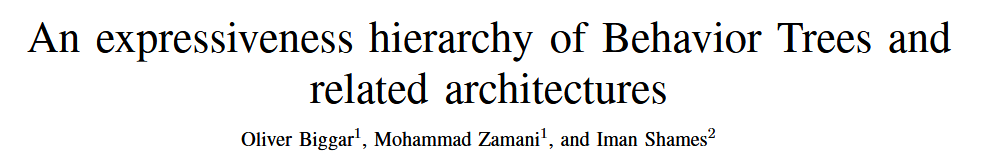 An expressiveness hierarchy of Behavior Trees and
related architectures
Oliver Biggar¹, Mohammad Zamani¹, and Iman Shames²